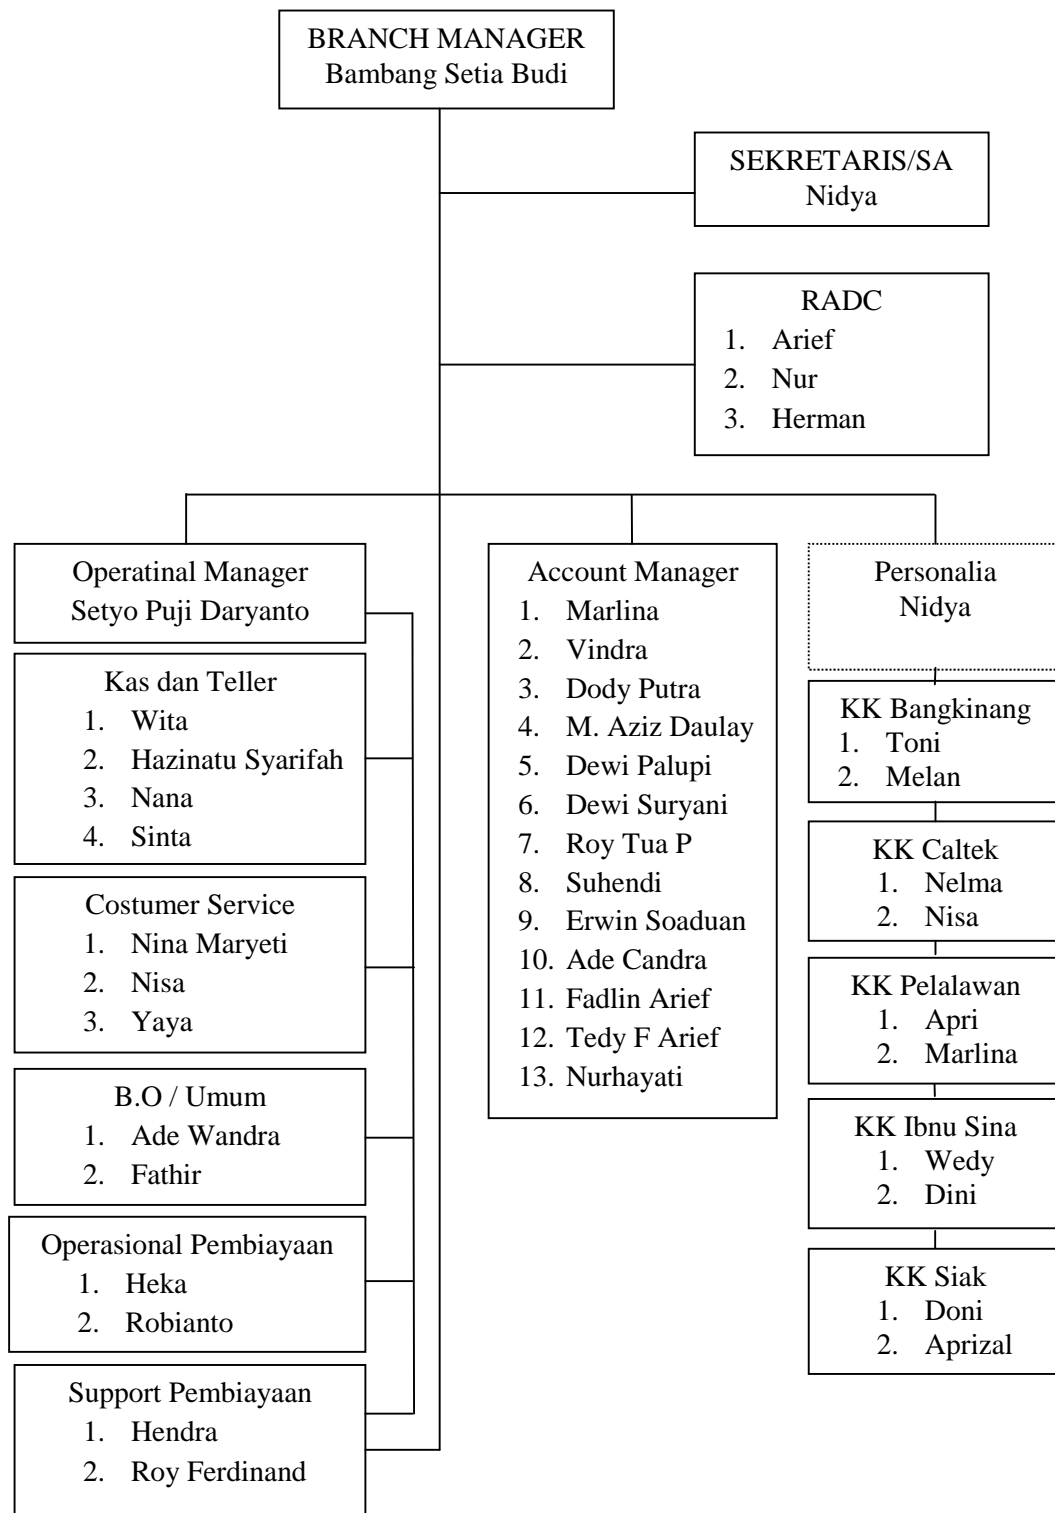 BRANCH MANAGER
Bambang Setia Budi
SEKRETARIS/SA
Nidya
RADC
1. Arief
2. Nur
3. Herman
Operatinal Manager
Setyo Puji Daryanto
Kas dan Teller
1. Wita
2. Hazinatu Syarifah
3. Nana
4. Sinta
Costumer Service
1. Nina Maryeti
2. Nisa
3. Yaya
B.O / Umum
1. Ade Wandra
2. Fathir
Operasional Pembiayaan
1. Heka
2. Robianto
Support Pembiayaan
1. Hendra
2. Roy Ferdinand
Account Manager
1. Marlina
2. Vindra
3. Dody Putra
4. M. Aziz Daulay
5. Dewi Palupi
6. Dewi Suryani
7. Roy Tua P
8. Suhendi
9. Erwin Soaduan
10. Ade Candra
11. Fadlin Arief
12. Tedy F Arief
13. Nurhayati
Personalia
Nidya
KK Bangkinang
1. Toni
2. Melan
KK Caltek
1. Nelma
2. Nisa
KK Pelalawan
1. Apri
2. Marlina
KK Ibnu Sina
1. Wedy
2. Dini
KK Siak
1. Doni
2. Aprizal